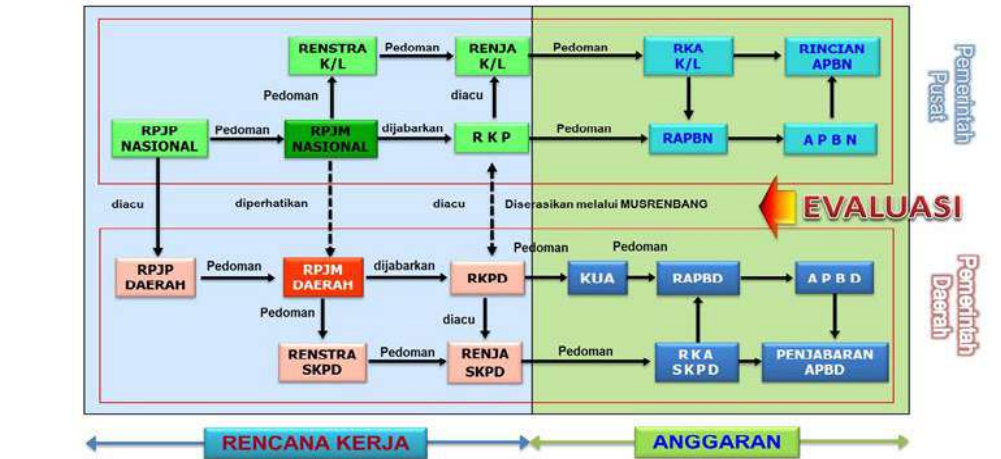 RENSTRA
K/L
Pedoman
RENJA
K/L
Pedoman
RKA
K/L
RINCIAN
APBN
Pemerintah
Pusat
Pedoman
diacu
RPJP
NASIONAL
Pedoman
RPJM
NASIONAL
dijabarkan
R K P
Pedoman
RAPBN
A P B N
diacu
diperhatikan
diacu
Diserasikan melalui MUSRENBANG
EVALUASI
RPJP
DAERAH
Pedoman
RPJM
DAERAH
dijabarkan
RKPD
Pedoman
KUA
Pedoman
RAPBD
A P B D
Pemerintah
Daerah
Pedoman
diacu
RENSTRA
SKPD
Pedoman
RENJA
SKPD
Pedoman
R K A
S K P D
PENJABARAN
APBD
RENCANA KERJA
ANGGARAN